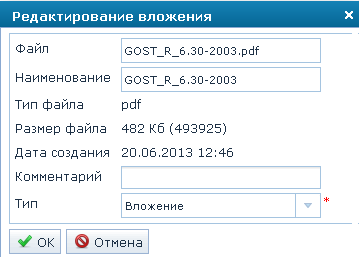 Редактирование вложения ×
Файл GOST_R_6.30-2003.pdf
Наименование GOST_R_6.30-2003
Тип файла pdf
Размер файла 482 Кб (493925)
Дата создания 20.06.2013 12:46
Комментарий
Тип Вложение *
OK Отмена